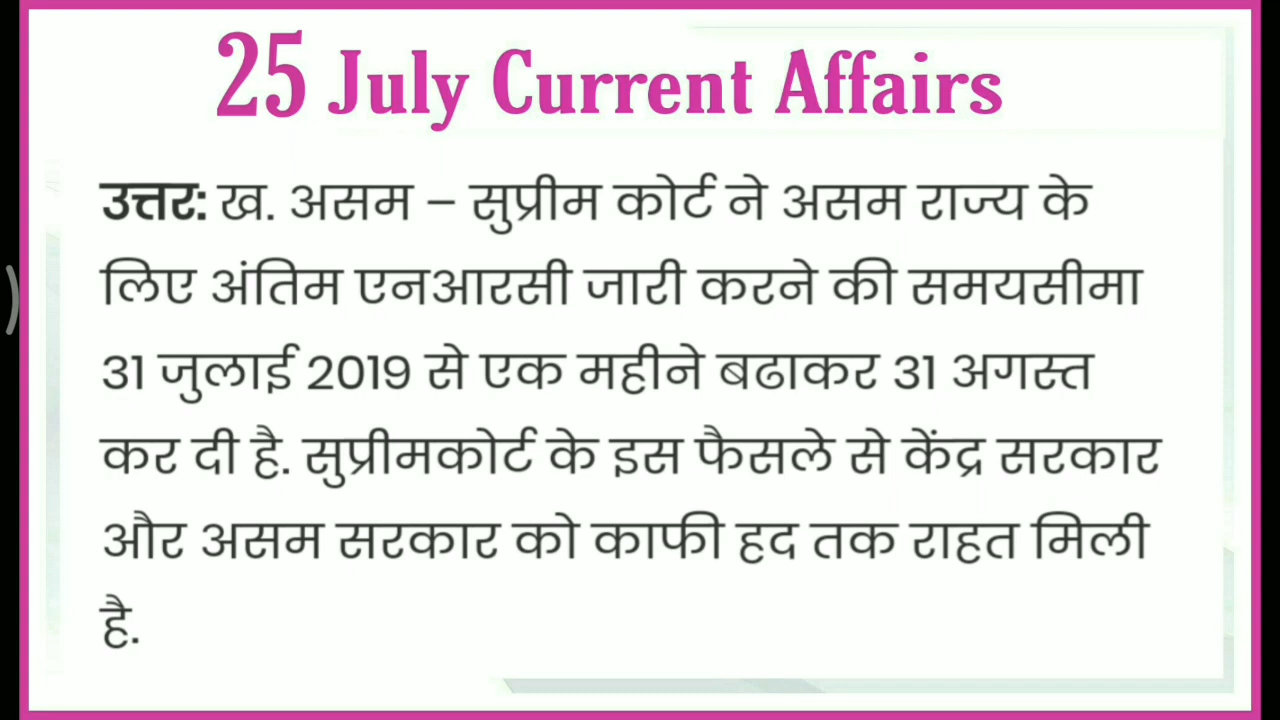 25 July Current Affairs
उत्तर: ख. असम – सुप्रीम कोर्ट ने असम राज्य के
लिए अंतिम एनआरसी जारी करने की समयसीमा
31 जुलाई 2019 से एक महीने बढाकर 31 अगस्त
कर दी है. सुप्रीमकोर्ट के इस फैसले से केंद्र सरकार
और असम सरकार को काफी हद तक राहत मिली
है.